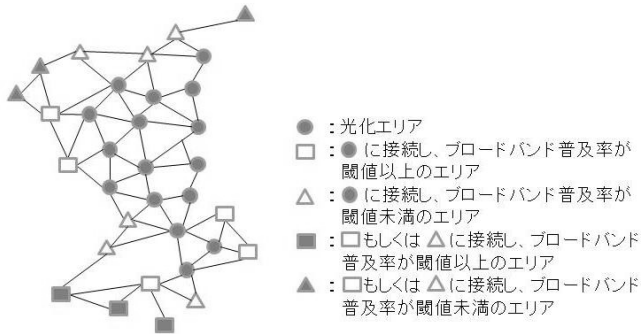 ：光化エリア
：●に接続し、ブロードバンド普及率が
閾値以上のエリア
：●に接続し、ブロードバンド普及率が
閾値未満のエリア
：□もしくは△に接続し、ブロードバンド
普及率が閾値以上のエリア
：□もしくは△に接続し、ブロードバンド
普及率が閾値未満のエリア